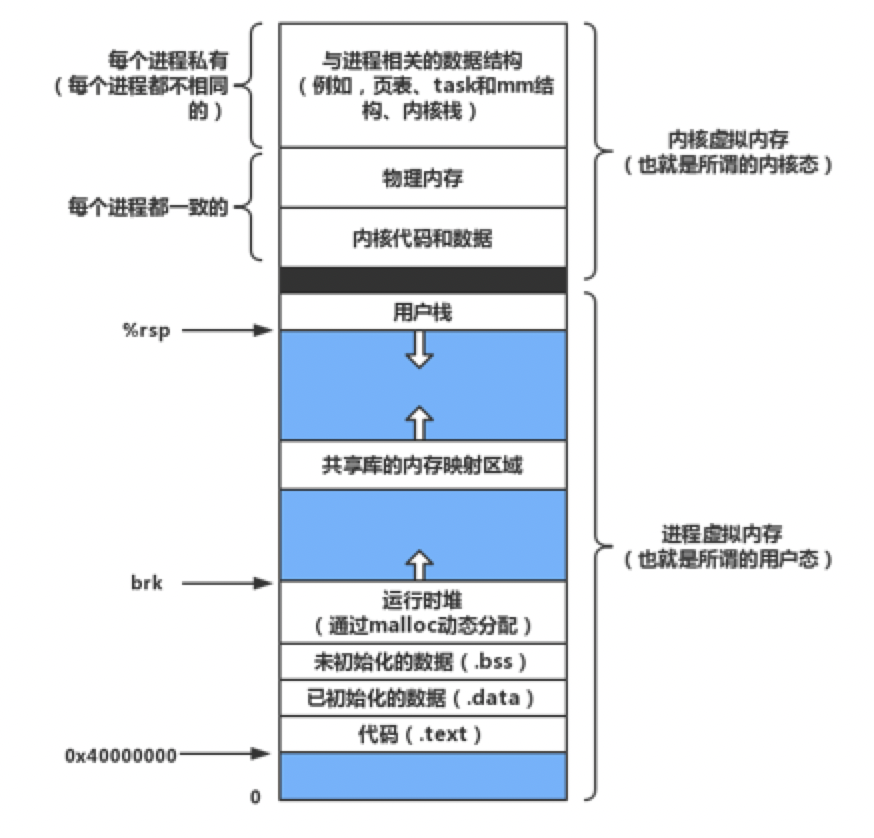 每个进程私有
（每个进程都不相同
的）
与进程相关的数据结构
（例如，页表、task和mm结
构、内核栈）
内核虚拟内存
（也就是所谓的内核态）
物理内存
每个进程都一致的
内核代码和数据
用户栈
%rsp
共享库的内存映射区域
进程虚拟内存
（也就是所谓的用户态）
brk
运行时堆
（通过malloc动态分配）
未初始化的数据（.bss）
已初始化的数据（.data）
代码（.text）
0x40000000
0